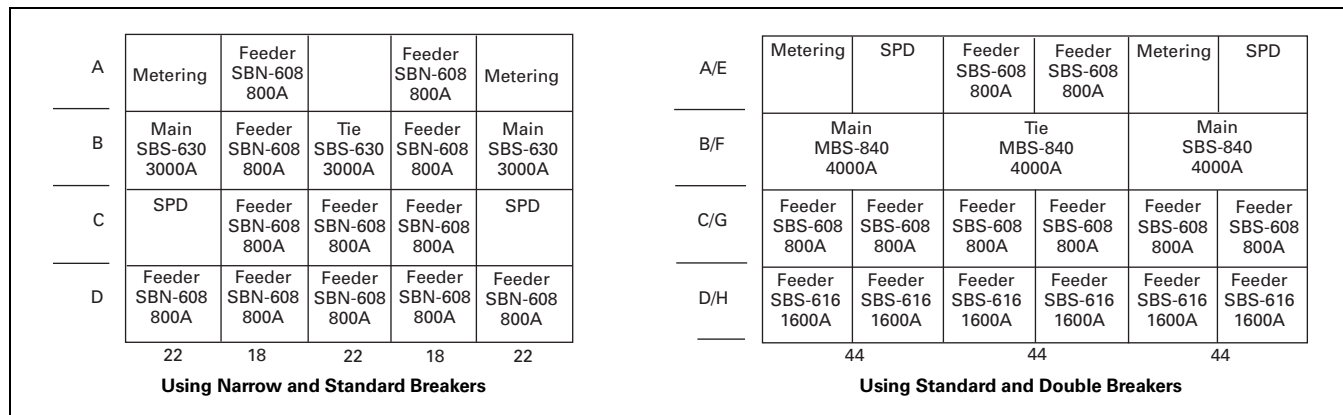 A
Metering
Feeder
SBN-608
800A
Feeder
SBN-608
800A
Metering
B
Main
SBS-630
3000A
Feeder
SBN-608
800A
Tie
SBS-630
3000A
Feeder
SBN-608
800A
Main
SBS-630
3000A
C
SPD
Feeder
SBN-608
800A
Feeder
SBN-608
800A
Feeder
SBN-608
800A
SPD
D
Feeder
SBN-608
800A
Feeder
SBN-608
800A
Feeder
SBN-608
800A
Feeder
SBN-608
800A
Feeder
SBN-608
800A
22 18 22 18 22
Using Narrow and Standard Breakers
A/E
Metering
SPD
Feeder
SBS-608
800A
Feeder
SBS-608
800A
Metering
SPD
B/F
Main
MBS-840
4000A
Tie
MBS-840
4000A
Main
SBS-840
4000A
C/G
Feeder
SBS-608
800A
Feeder
SBS-608
800A
Feeder
SBS-608
800A
Feeder
SBS-608
800A
Feeder
SBS-608
800A
Feeder
SBS-608
800A
D/H
Feeder
SBS-616
1600A
Feeder
SBS-616
1600A
Feeder
SBS-616
1600A
Feeder
SBS-616
1600A
Feeder
SBS-616
1600A
Feeder
SBS-616
1600A
44 44 44
Using Standard and Double Breakers